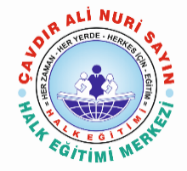 ÇAVDIR ALİ NURİ SAYIN
HER ZAMAN - HER YERDE - HERKES İÇİN - EĞİTİM
HALK EĞİTİMİ
HALK EĞİTİMİ MERKEZİ